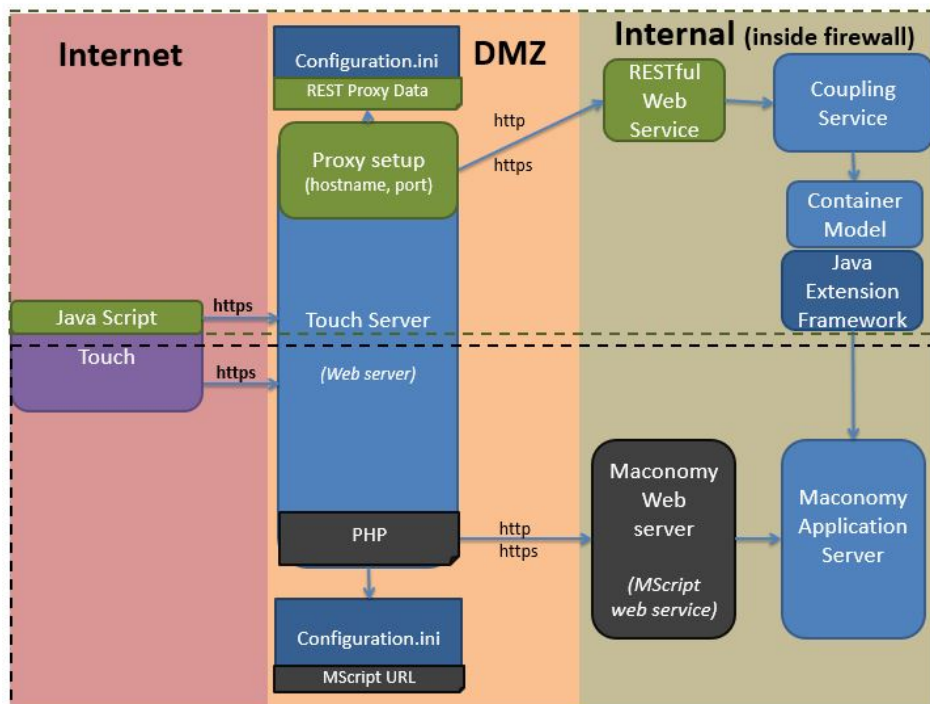 Internet
Configuration.ini
REST Proxy Data
DMZ
Internal (inside firewall)
Proxy setup
(hostname, port)
http
https
RESTful
Web
Service
Coupling
Service
Container
Model
Java
Extension
Framework
Java Script
https
Touch
https
Touch Server
(Web server)
PHP
http
https
Configuration.ini
MScript URL
Maconomy
Web
server
(MScript
web service)
Maconomy
Application
Server